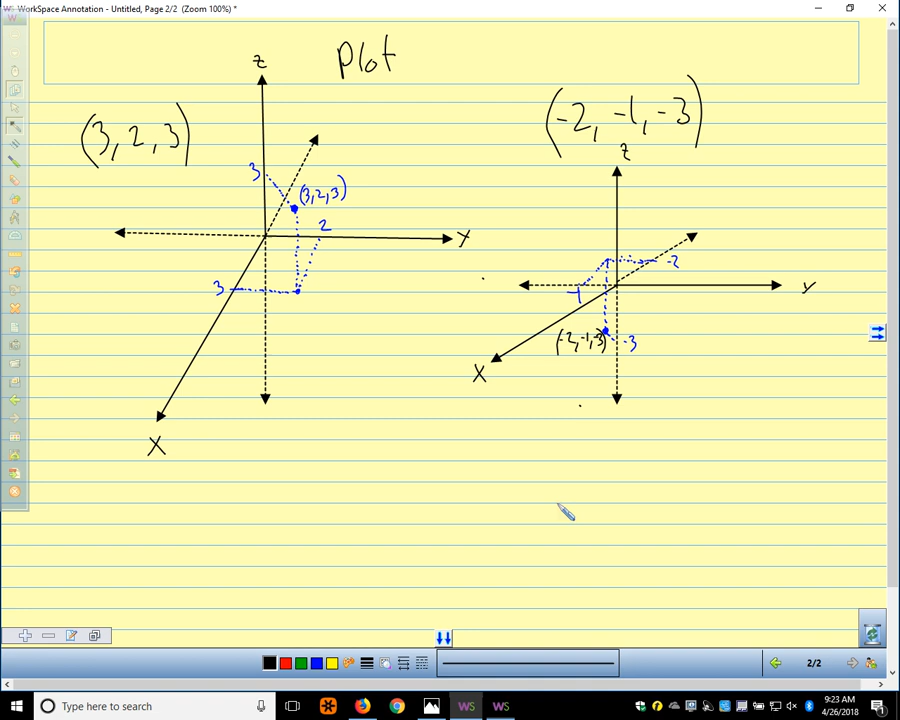 WorkSpace Annotation - Untitled, Page 2/2 (Zoom 100%) *
Plot
(3, 2, 3)
z
3
(3,2,3)
2
y
3
X
(-2, -1, -3)
z
-2
-1
y
(-2,-1,-3)
-3
X
2/2
Type here to search
WS
WS
9:23 AM
4/26/2018